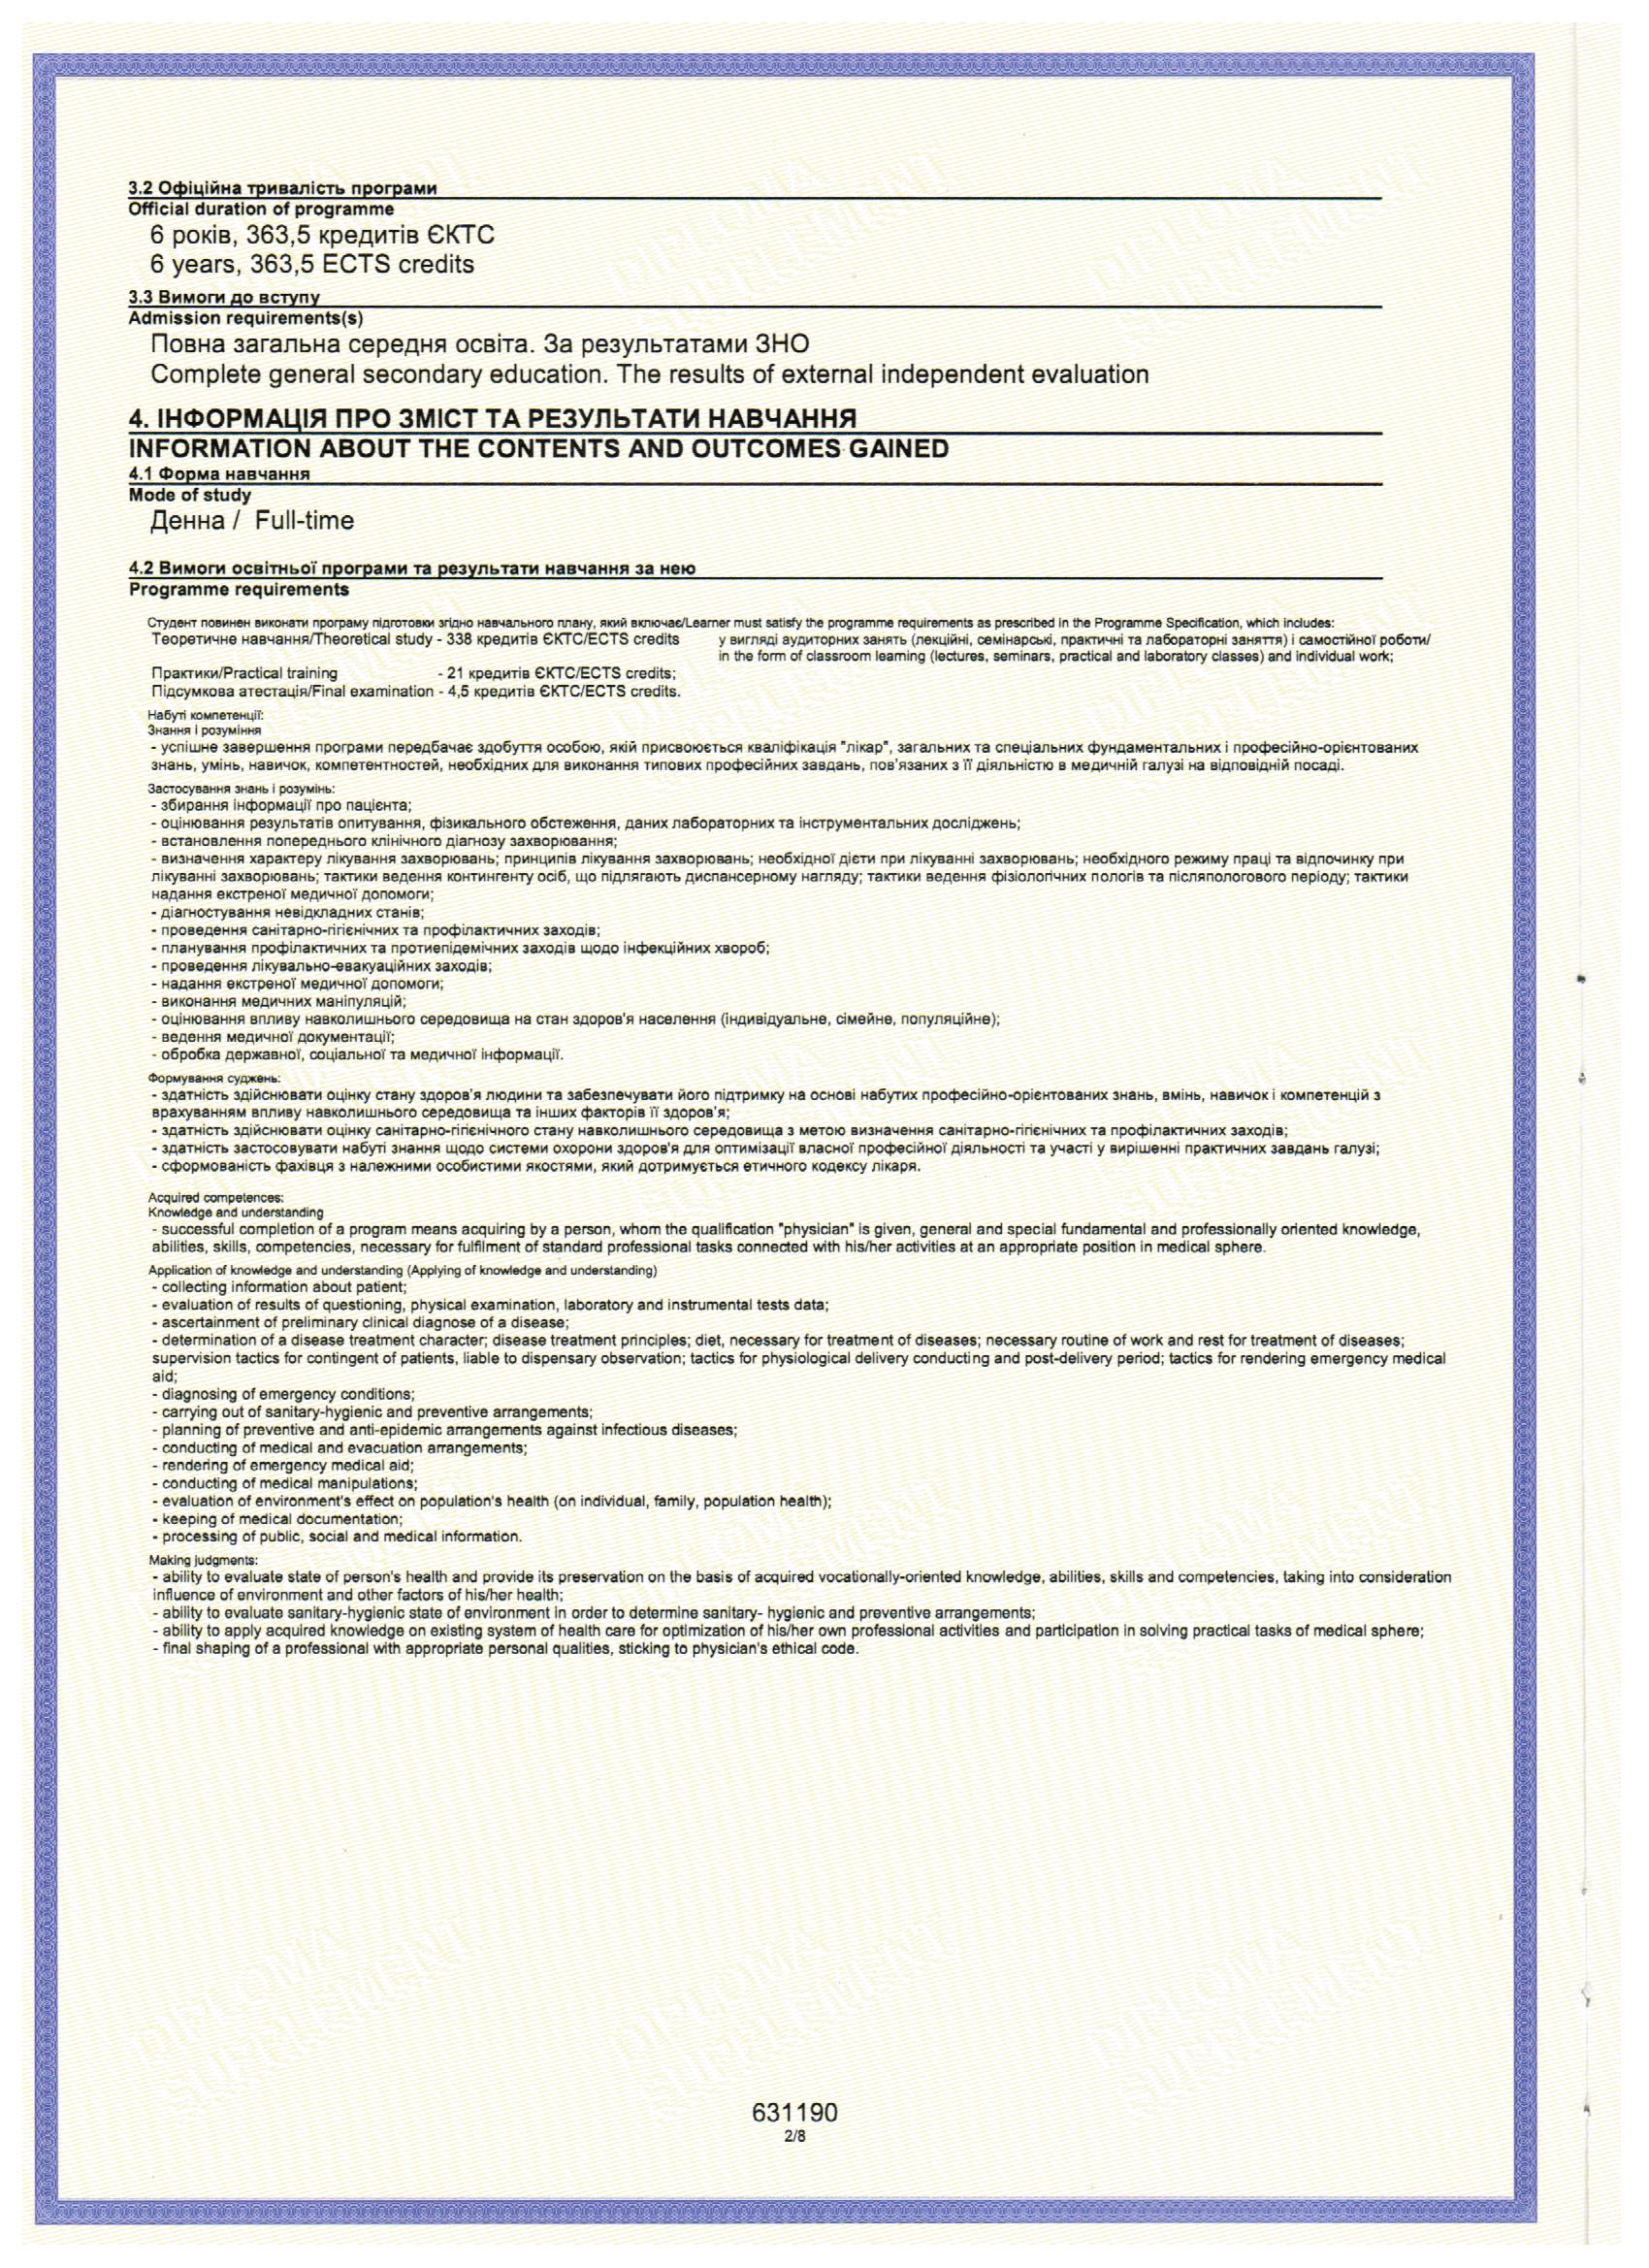 3.2 Офіційна тривалість програми
Official duration of programme
6 років, 363,5 кредитів ЄКТС
6 years, 363,5 ECTS credits
3.3 Вимоги до вступу
Admission requirements(s)
Повна загальна середня освіта. За результатами ЗНО
Complete general secondary education. The results of external independent evaluation
4. ІНФОРМАЦІЯ ПРО ЗМІСТ ТА РЕЗУЛЬТАТИ НАВЧАННЯ
INFORMATION ABOUT THE CONTENTS AND OUTCOMES GAINED
4.1 Форма навчання
Mode of study
Денна / Full-time
4.2 Вимоги освітньої програми та результати навчання за нею
Programme requirements
Студент повинен виконати програму підготовки згідно навчального плану, який включає/Learner must satisfy the programme requirements as prescribed in the Programme Specification, which includes:
Теоретичне навчання/Theoretical study - 338 кредитів ЄКТС/ECTS credits у вигляді аудиторних занять (лекційні, семінарські, практичні та лабораторні заняття) і самостійної роботи/
in the form of classroom learning (lectures, seminars, practical and laboratory classes) and individual work;
Практики/Practical training - 21 кредитів ЄКТС/ECTS credits;
Підсумкова атестація/Final examination - 4,5 кредитів ЄКТС/ECTS credits.
Набуті компетенції:
Знання і розуміння
- успішне завершення програми передбачає здобуття особою, якій присвоюється кваліфікація "лікар", загальних та спеціальних фундаментальних і професійно-орієнтованих
знань, умінь, навичок, компетентностей, необхідних для виконання типових професійних завдань, пов'язаних з її діяльністю в медичній галузі на відповідній посаді.
Застосування знань і розумінь:
- збирання інформації про пацієнта;
- оцінювання результатів опитування, фізикального обстеження, даних лабораторних та інструментальних досліджень;
- встановлення попереднього клінічного діагнозу захворювання;
- визначення характеру лікування захворювань; принципів лікування захворювань; необхідної дієти при лікуванні захворювань; необхідного режиму праці та відпочинку при
лікуванні захворювань; тактики ведення контингенту осіб, що підлягають диспансерному нагляду; тактики ведення фізіологічних пологів та післяпологового періоду; тактики
надання екстреної медичної допомоги;
- діагностування невідкладних станів;
- проведення санітарно-гігієнічних та профілактичних заходів;
- планування профілактичних та протиепідемічних заходів щодо інфекційних хвороб;
- проведення лікувально-евакуаційних заходів;
- надання екстреної медичної допомоги;
- виконання медичних маніпуляцій;
- оцінювання впливу навколишнього середовища на стан здоров'я населення (індивідуальне, сімейне, популяційне);
- ведення медичної документації;
- обробка державної, соціальної та медичної інформації.
Формування суджень:
- здатність здійснювати оцінку стану здоров'я людини та забезпечувати його підтримку на основі набутих професійно-орієнтованих знань, вмінь, навичок і компетенцій з
врахуванням впливу навколишнього середовища та інших факторів її здоров'я;
- здатність здійснювати оцінку санітарно-гігієнічного стану навколишнього середовища з метою визначення санітарно-гігієнічних та профілактичних заходів;
- здатність застосовувати набуті знання щодо системи охорони здоров'я для оптимізації власної професійної діяльності та участі у вирішенні практичних завдань галузі;
- сформованість фахівця з належними особистими якостями, який дотримується етичного кодексу лікаря.
Acquired competences:
Knowledge and understanding
- successful completion of a program means acquiring by a person, whom the qualification "physician" is given, general and special fundamental and professionally oriented knowledge,
abilities, skills, competencies, necessary for fulfilment of standard professional tasks connected with his/her activities at an appropriate position in medical sphere.
Application of knowledge and understanding (Applying of knowledge and understanding)
- collecting information about patient;
- evaluation of results of questioning, physical examination, laboratory and instrumental tests data;
- ascertainment of preliminary clinical diagnose of a disease;
- determination of a disease treatment character; disease treatment principles; diet, necessary for treatment of diseases; necessary routine of work and rest for treatment of diseases;
supervision tactics for contingent of patients, liable to dispensary observation; tactics for physiological delivery conducting and post-delivery period; tactics for rendering emergency medical
aid;
- diagnosing of emergency conditions;
- carrying out of sanitary-hygienic and preventive arrangements;
- planning of preventive and anti-epidemic arrangements against infectious diseases;
- conducting of medical and evacuation arrangements;
- rendering of emergency medical aid;
- conducting of medical manipulations;
- evaluation of environment's effect on population's health (on individual, family, population health);
- keeping of medical documentation;
- processing of public, social and medical information.
Making judgments:
- ability to evaluate state of person's health and provide its preservation on the basis of acquired vocationally-oriented knowledge, abilities, skills and competencies, taking into consideration
influence of environment and other factors of his/her health;
- ability to evaluate sanitary-hygienic state of environment in order to determine sanitary- hygienic and preventive arrangements;
- ability to apply acquired knowledge on existing system of health care for optimization of his/her own professional activities and participation in solving practical tasks of medical sphere;
- final shaping of a professional with appropriate personal qualities, sticking to physician's ethical code.
DIPLOMA SUPPLEMENT
DIPLOMA SUPPLEMENT
DIPLOMA SUPPLEMENT
631190
2/8